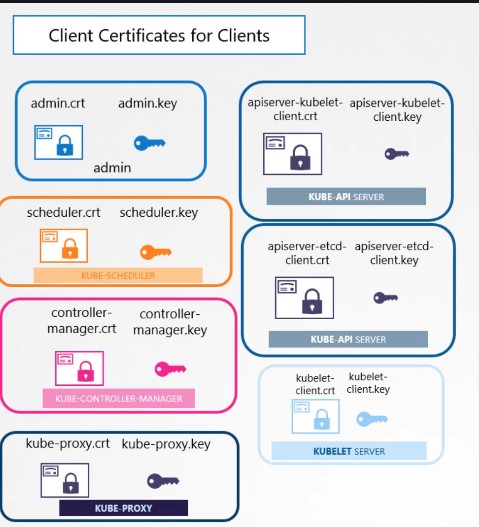 Client Certificates for Clients
admin.crt admin.key
admin
scheduler.crt scheduler.key
KUBE-SCHEDULER
controller-
manager.crt
controller-
manager.key
KUBE-CONTROLLER-MANAGER
kube-proxy.crt kube-proxy.key
KUBE-PROXY
apiserver-kubelet-
client.crt
apiserver-kubelet-
client.key
KUBE-API SERVER
apiserver-etcd-
client.crt
apiserver-etcd-
client.key
KUBE-API SERVER
kubelet-
client.crt
kubelet-
client.key
KUBELET SERVER